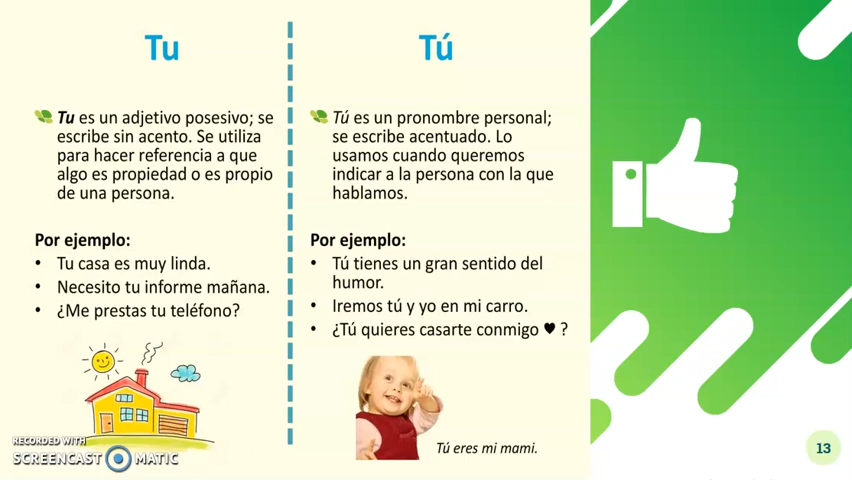 Tu
Tu es un adjetivo posesivo; se
escribe sin acento. Se utiliza
para hacer referencia a que
algo es propiedad o es propio
de una persona.
Por ejemplo:
• Tu casa es muy linda.
• Necesito tu informe mañana.
• ¿Me prestas tu teléfono?
Tú
Tú es un pronombre personal;
se escribe acentuado. Lo
usamos cuando queremos
indicar a la persona con la que
hablamos.
Por ejemplo:
• Tú tienes un gran sentido del
humor.
• Iremos tú y yo en mi carro.
• ¿Tú quieres casarte conmigo ♥ ?
Tú eres mi mami.
RECORDED WITH
SCREENCAST MATIC
13